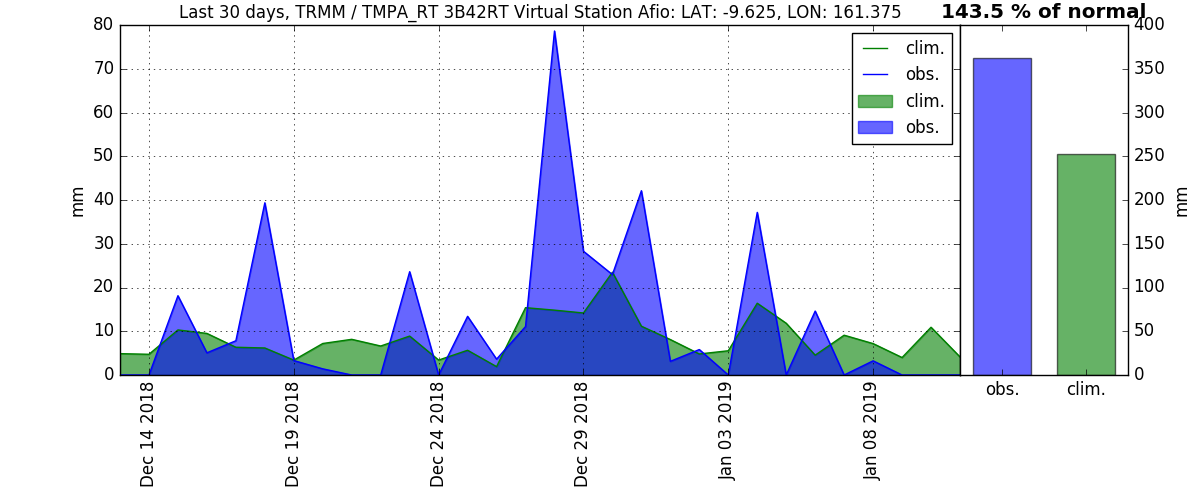 Last 30 days, TRMM / TMPA_RT 3B42RT Virtual Station Afio: LAT: -9.625, LON: 161.375
143.5 % of normal
80
70
60
50
40
30
20
10
0
mm
clim.
obs.
clim.
obs.
Dec 14 2018
Dec 19 2018
Dec 24 2018
Dec 29 2018
Jan 03 2019
Jan 08 2019
400
350
300
250
200
150
100
50
0
mm
obs.
clim.